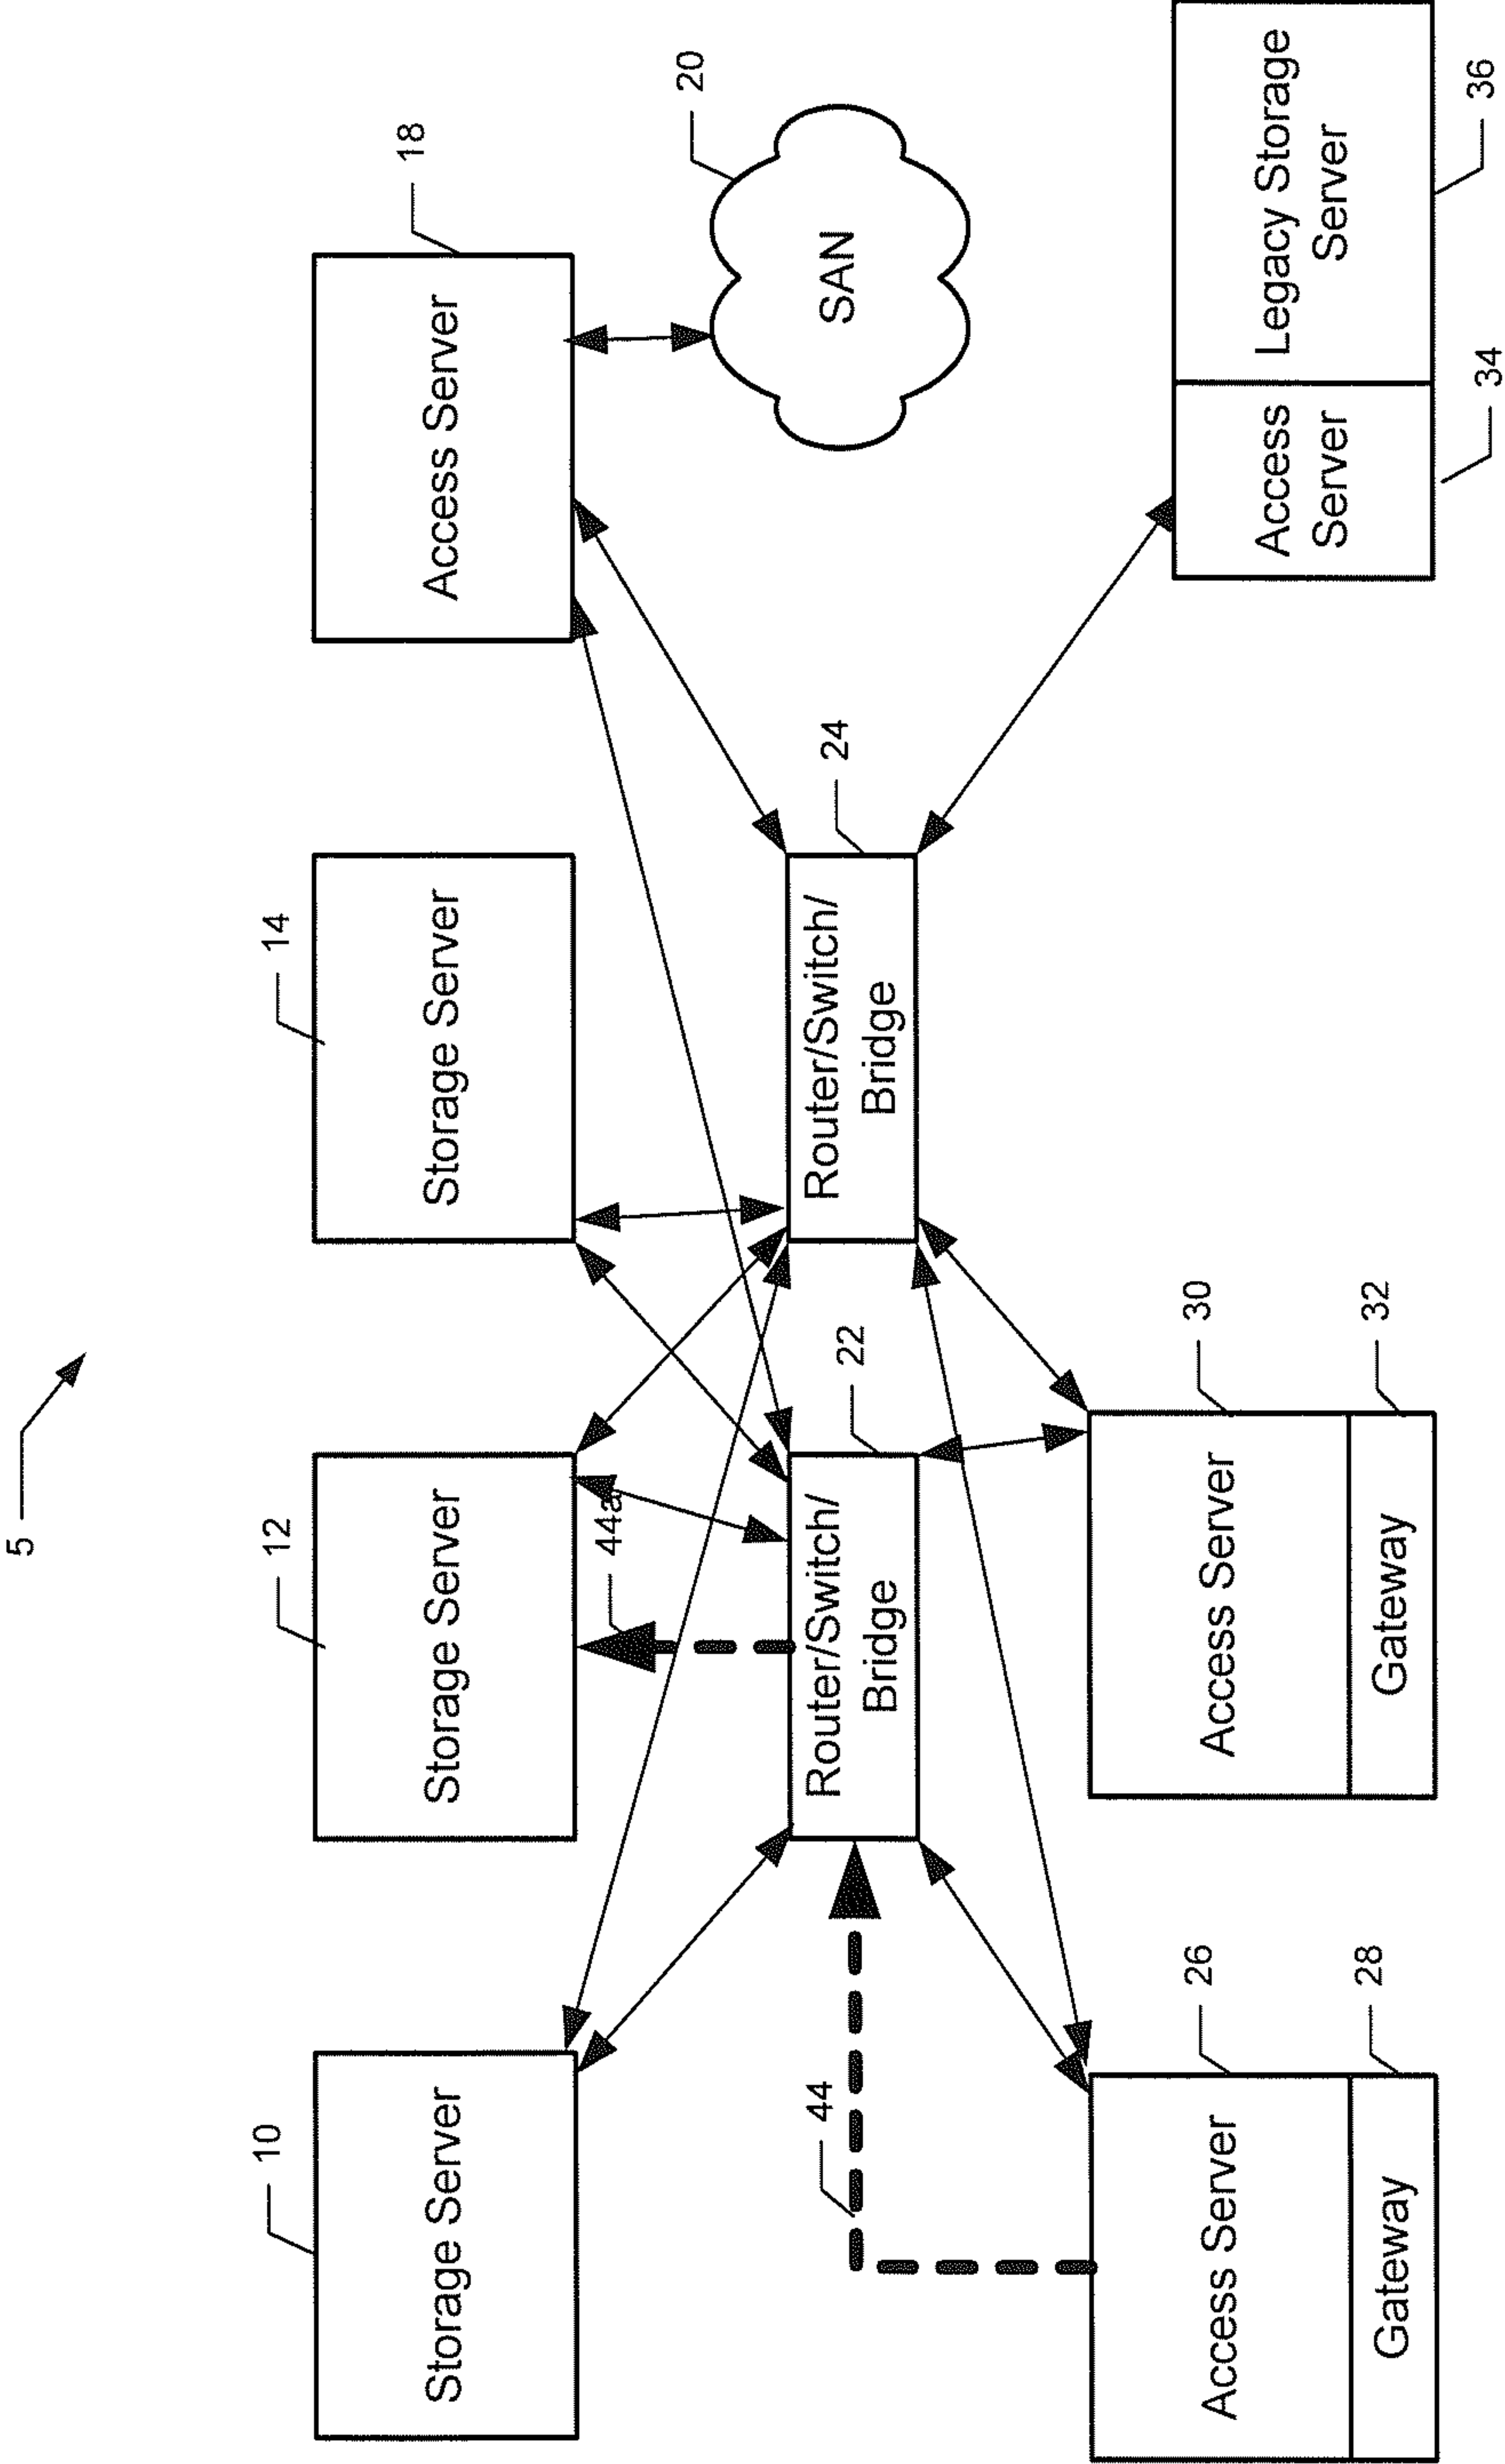 5
10
12
14
18
Storage Server
Storage Server
Storage Server
Access Server
44a
20
SAN
44
22
24
Router/Switch/
Bridge
Router/Switch/
Bridge
26
30
Access Server
Access Server
Access
Server
Legacy Storage
Server
28
32
Gateway
Gateway
34
36